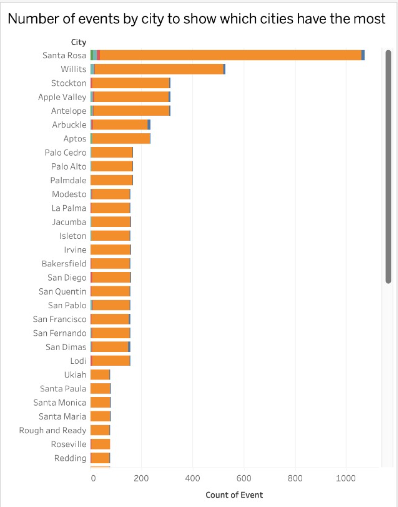 Number of events by city to show which cities have the most
City
Santa Rosa
Willits
Stockton
Apple Valley
Antelope
Arbuckle
Aptos
Palo Cedro
Palo Alto
Palmdale
Modesto
La Palma
Jacumba
Isleton
Irvine
Bakersfield
San Diego
San Quentin
San Pablo
San Francisco
San Fernando
San Dimas
Lodi
Ukiah
Santa Paula
Santa Monica
Santa Maria
Rough and Ready
Roseville
Redding
0 200 400 600 800 1000
Count of Event